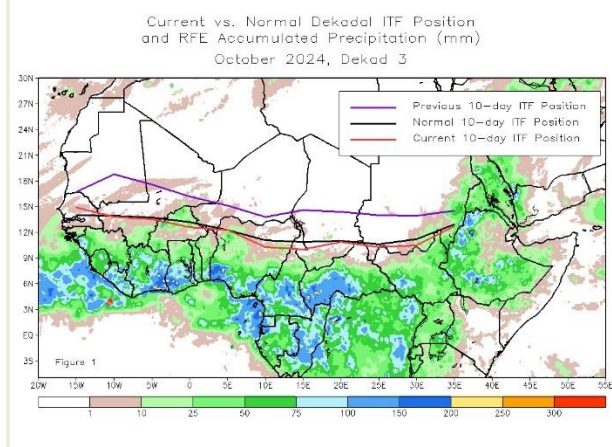 Current vs. Normal Dekadal ITF Position
and RFE Accumulated Precipitation (mm)
October 2024, Dekad 3
30N
27N
24N
21N
18N
15N
12N
9N
6N
3N
EQ
3S
Previous 10-day ITF Position
Normal 10-day ITF Position
Current 10-day ITF Position
Figure 1
20W 15W 10W 5W 0 5E 10E 15E 20E 25E 30E 35E 40E 45E 50E 55E
1 10 25 50 75 100 150 200 250 300